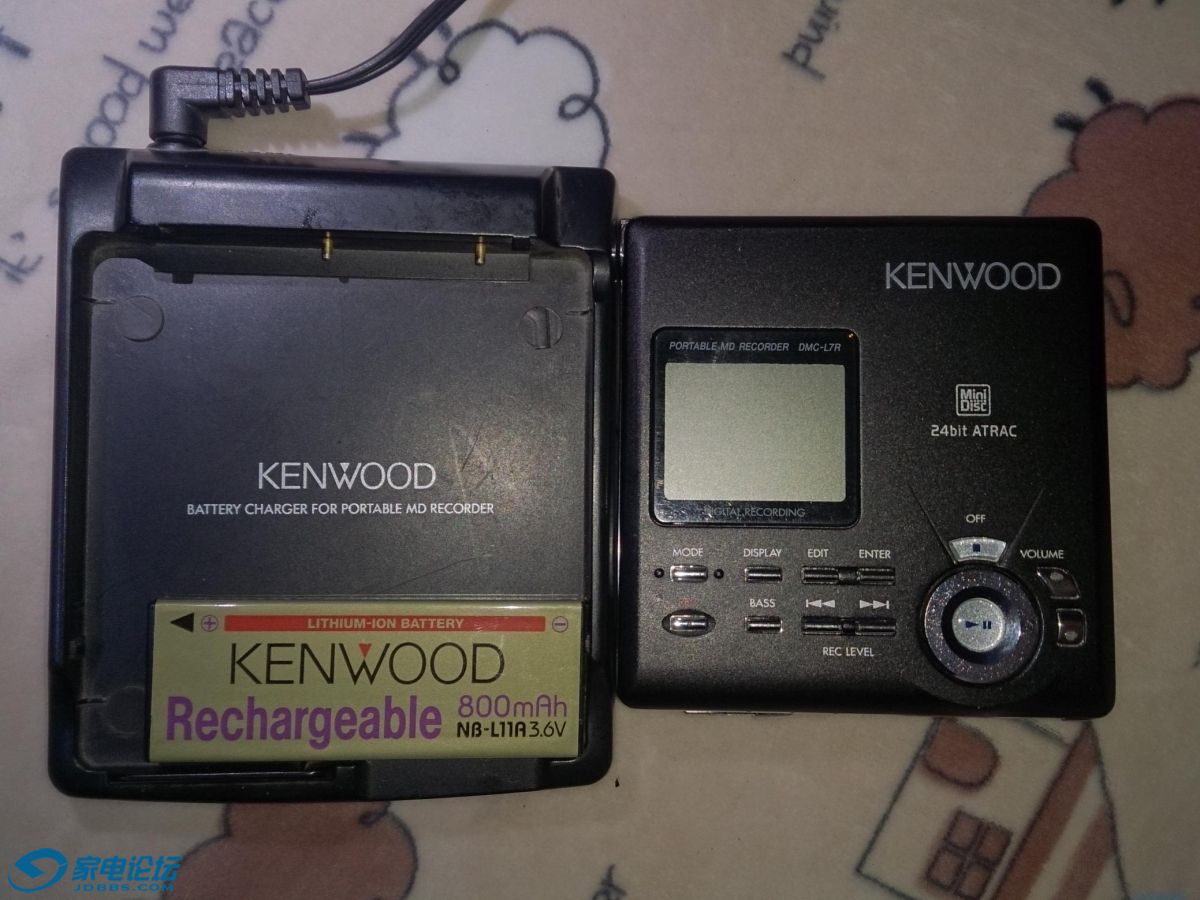 KENWOOD
BATTERY CHARGER FOR PORTABLE MD RECORDER
LITHIUM-ION BATTERY
KENWOOD
Rechargeable 800mAh
NB-L11A 3.6V
KENWOOD
PORTABLE MD RECORDER DMC-L7R
Mini
Disc
24bit ATRAC
DIGITAL RECORDING
OFF
MODE DISPLAY EDIT ENTER VOLUME
BASS
REC LEVEL
家电论坛
JDBBS.COM